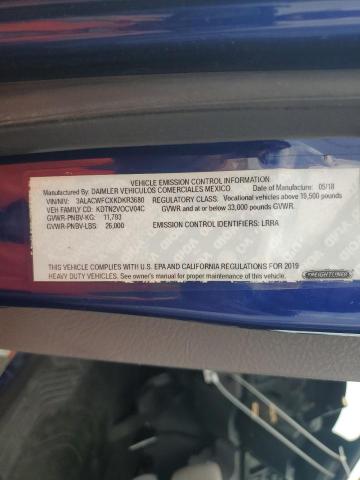 VEHICLE EMISSION CONTROL INFORMATION
Manufactured By: DAIMLER VEHICULOS COMERCIALES MEXICO Date of Manufacture: 05/18
VIN/NIV: 3ALACWFCXKDKR3680 REGULATORY CLASS: Vocational vehicles above 19,500 pounds
VEH FAMILY CD: KDTN2VOCV04C GVWR and at or below 33,000 pounds GVWR.
GVWR-PNBV-KG: 11,793
GVWR-PNBV-LBS: 26,000 EMISSION CONTROL IDENTIFIERS: LRRA
THIS VEHICLE COMPLIES WITH U.S. EPA AND CALIFORNIA REGULATIONS FOR 2019
HEAVY DUTY VEHICLES. See owner's manual for proper maintenance of this vehicle.
FREIGHTLINER